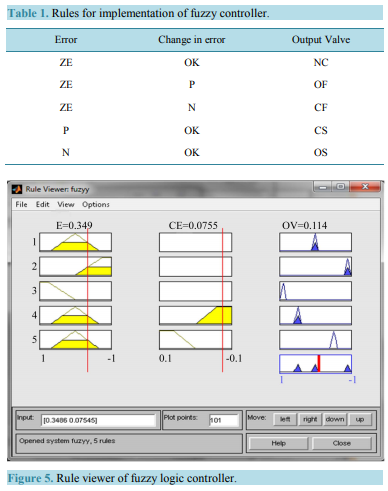 Table 1. Rules for implementation of fuzzy controller.
Error Change in error Output Valve
ZE OK NC
ZE P OF
ZE N CF
P OK CS
N OK OS
Rule Viewer: fuzyy
File Edit View Options
E=0.349 CE=0.0755 OV=0.114
1
2
3
4
5
1 -1 0.1 -0.1
1 -1
Input: [0.3486 0.07545] Plot points: 101 Move: left right down up
Opened system fuzyy, 5 rules Help Close
Figure 5. Rule viewer of fuzzy logic controller.